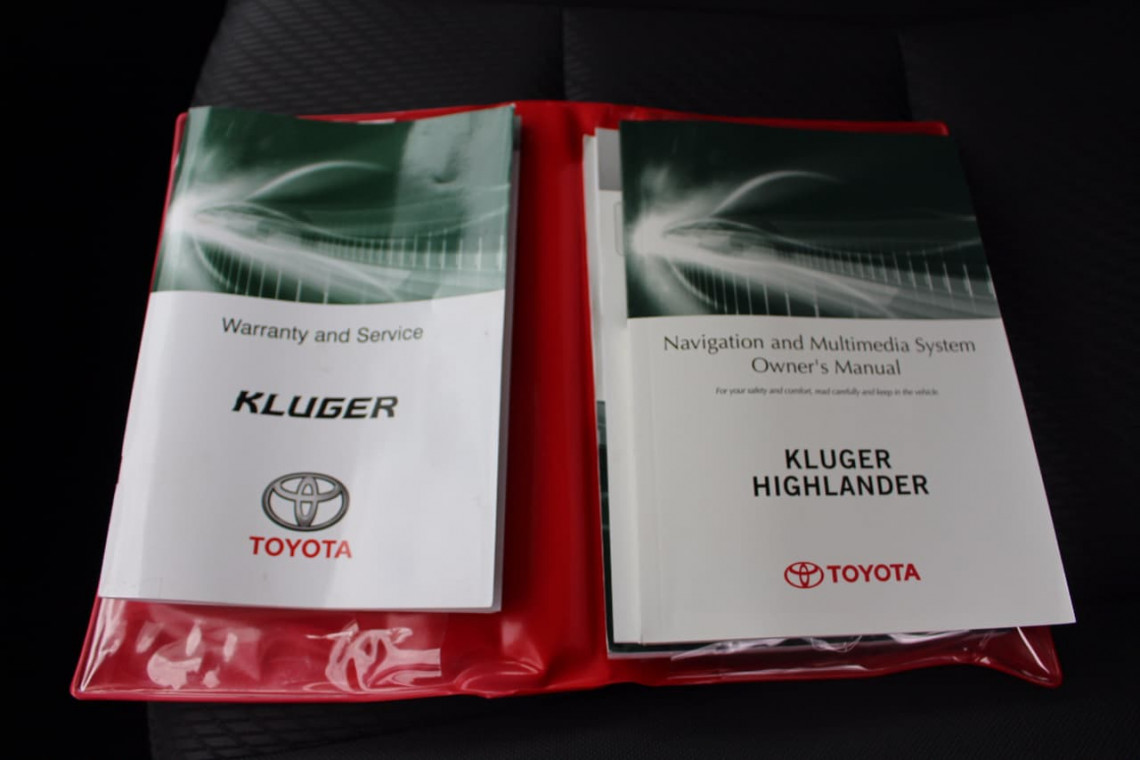 Warranty and Service
KLUGER
TOYOTA
Navigation and Multimedia System
Owner's Manual
For your safety and comfort, read carefully and keep in the vehicle.
KLUGER
HIGHLANDER
TOYOTA